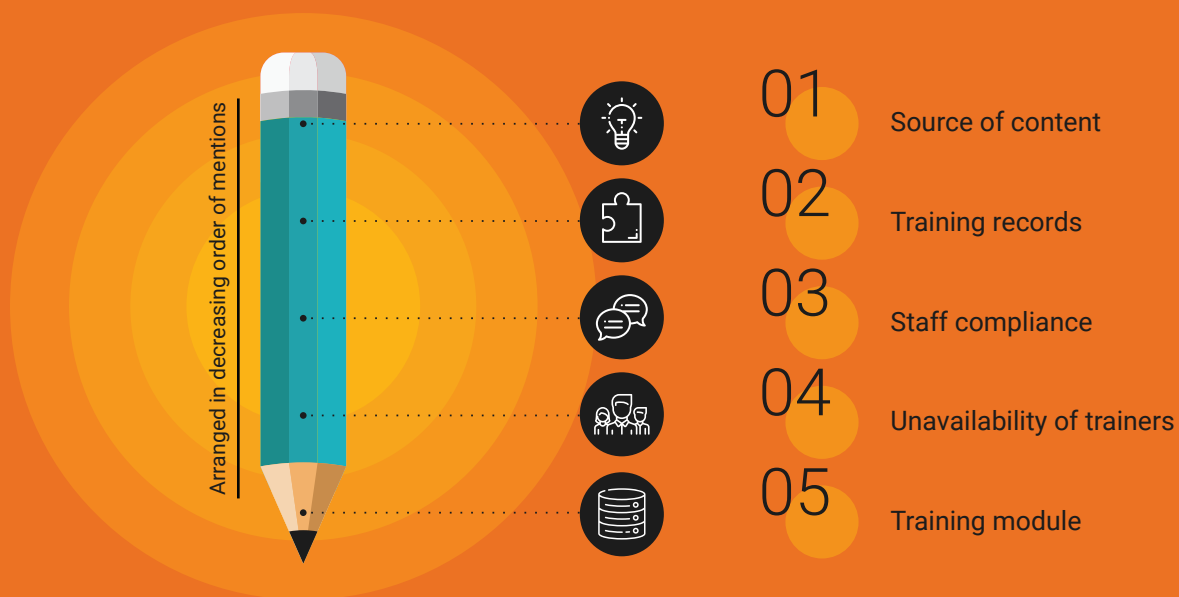 Arranged in decreasing order of mentions
01
Source of content
02
Training records
03
Staff compliance
04
Unavailability of trainers
05
Training module